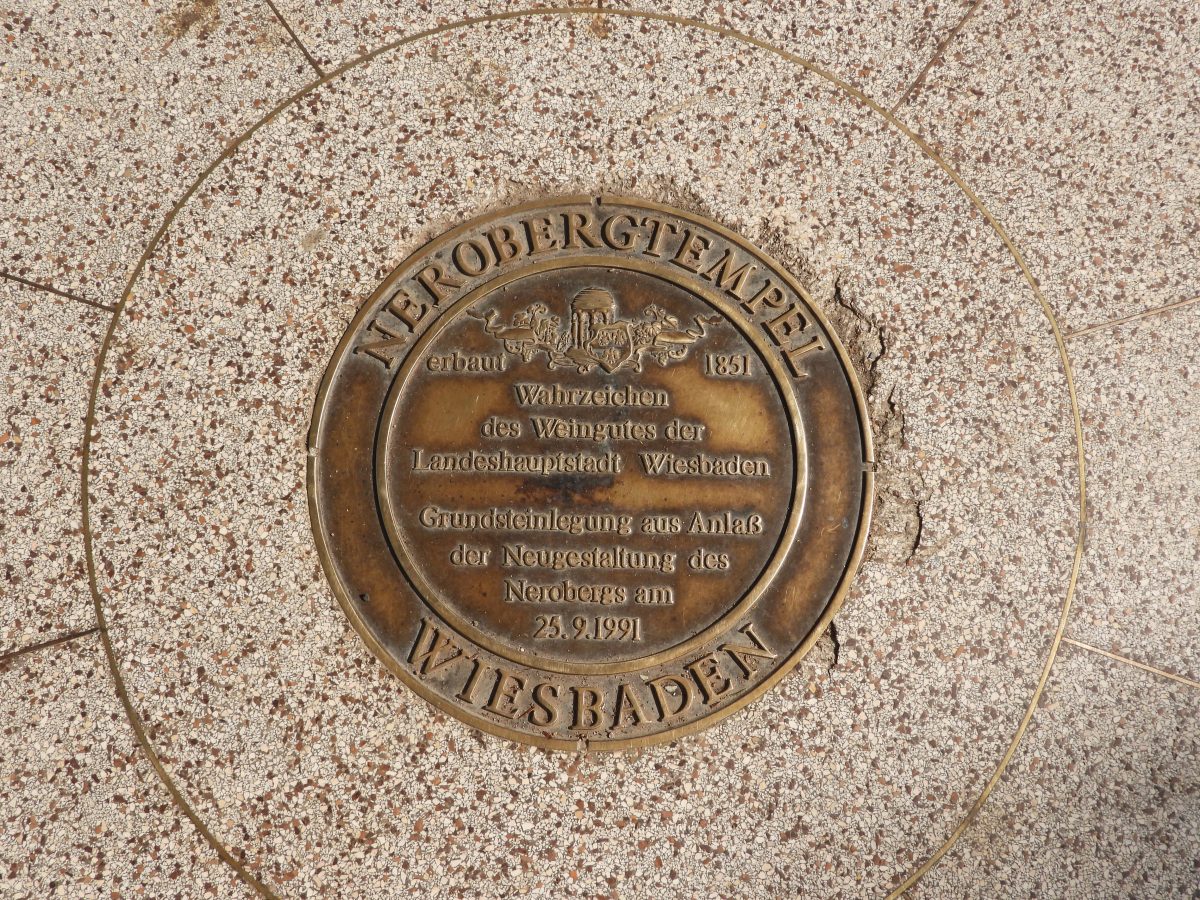 NEROBERGTEMPEL
erbaut 1851
Wahrzeichen
des Weingutes der
Landeshauptstadt Wiesbaden
Grundsteinlegung aus Anlaß
der Neugestaltung des
Nerobergs am
25.9.1991
WIESBADEN